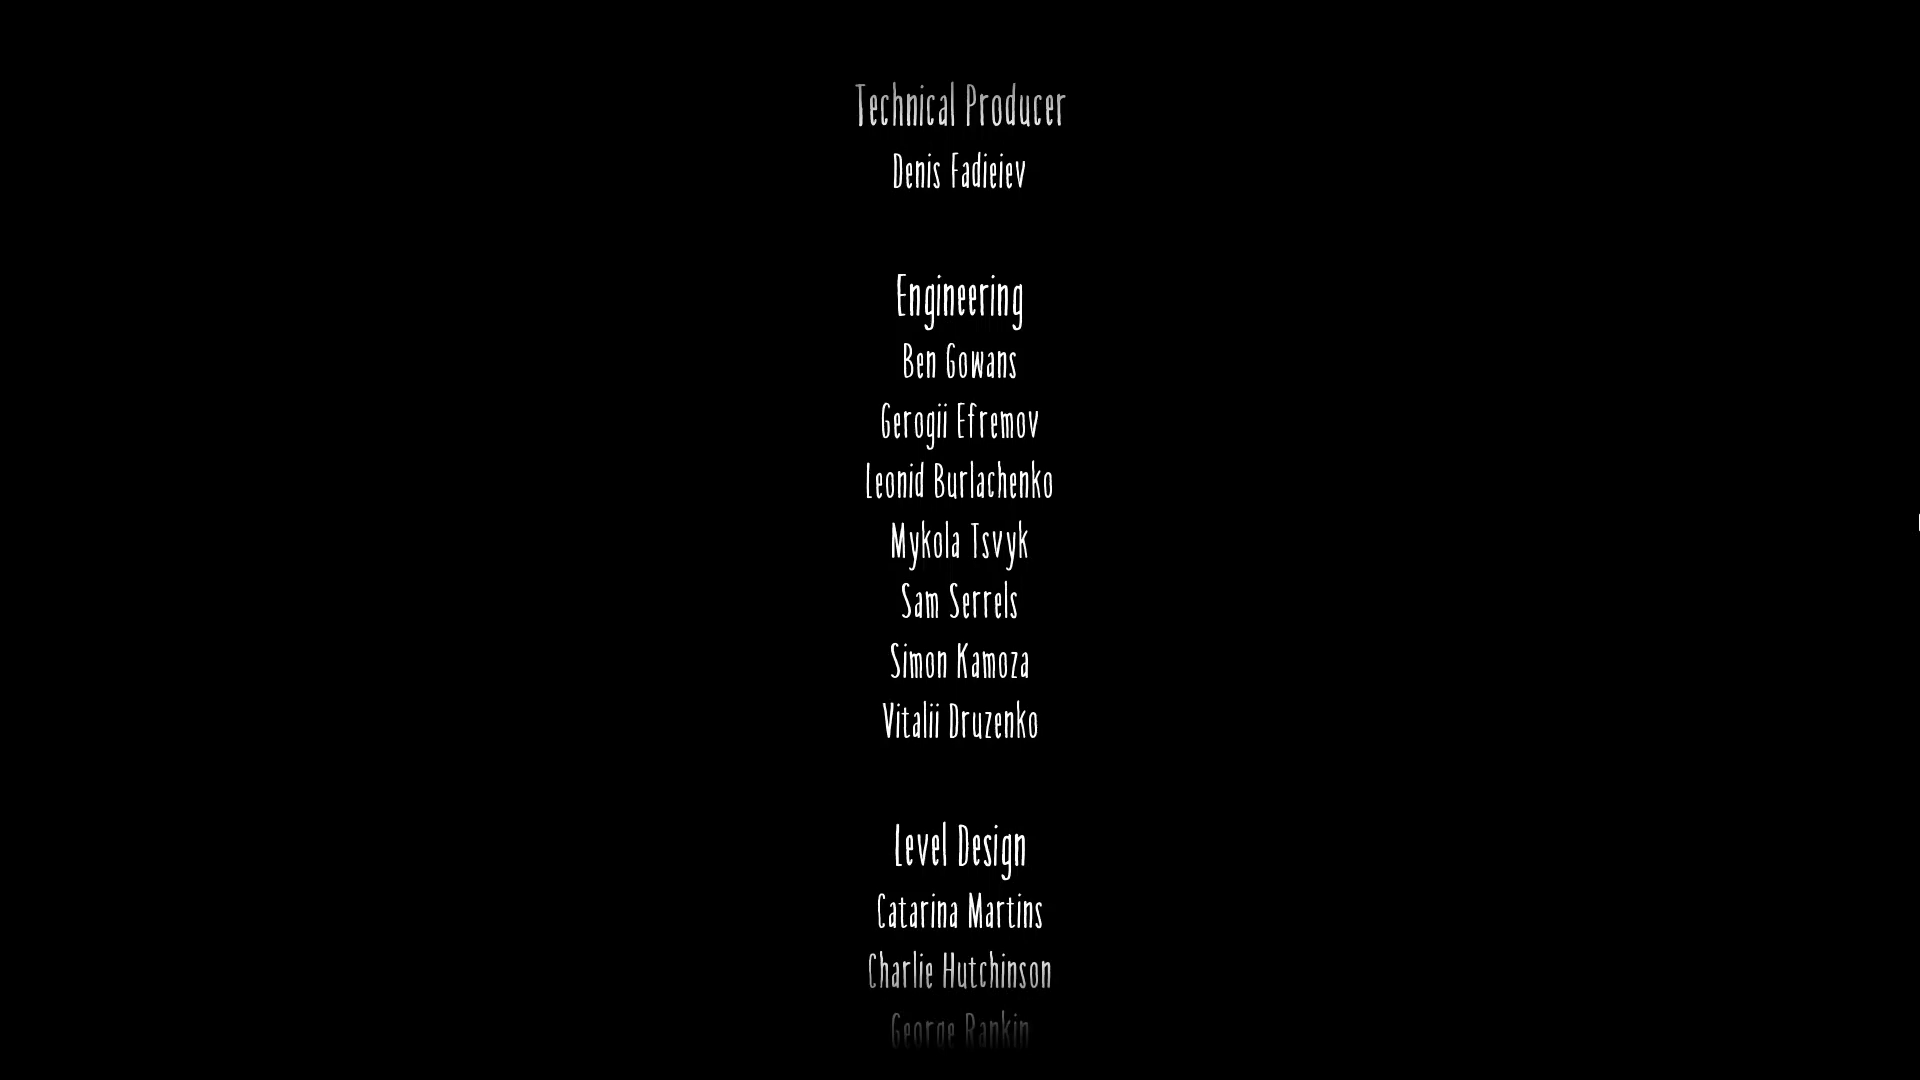 Technical Producer
Denis Fadieiev
Engineering
Ben Gowans
Gerogii Efremov
Leonid Burlachenko
Mykola Tsvyk
Sam Serrels
Simon Kamoza
Vitalii Druzenko
Level Design
Catarina Martins
Charlie Hutchinson
George Rankin